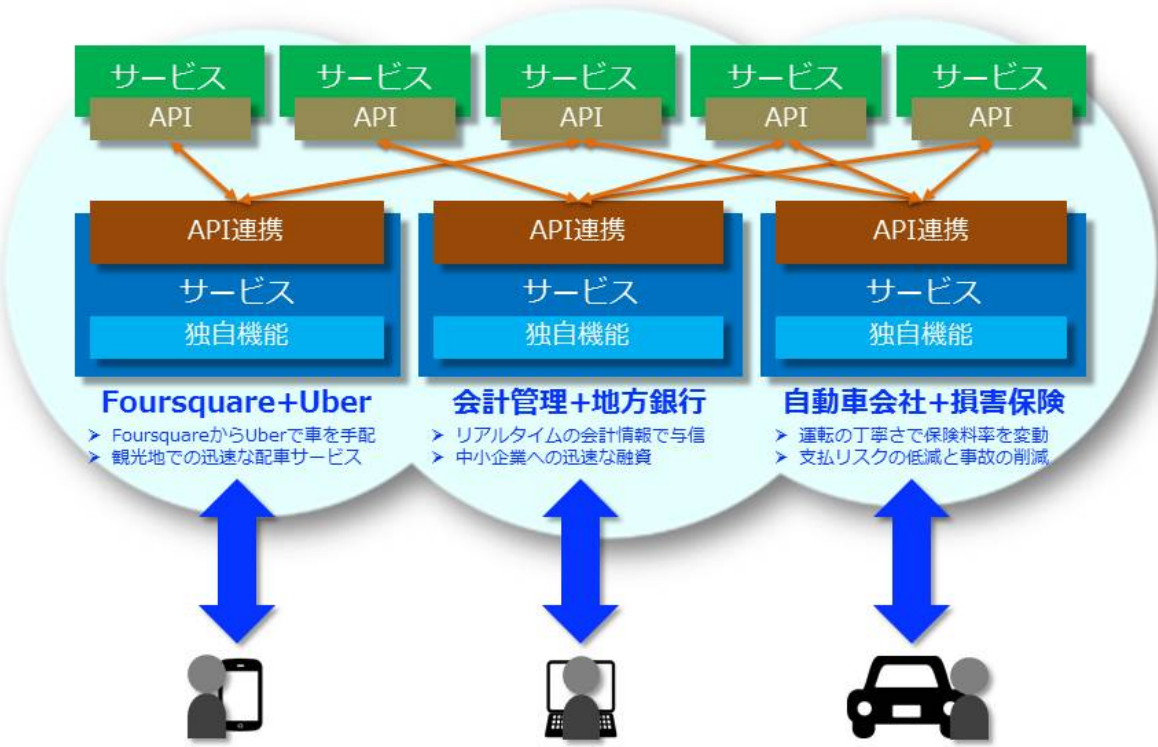 サービス
サービス
サービス
サービス
サービス
API
API
API
API
API
API連携
API連携
API連携
サービス
サービス
サービス
独自機能
独自機能
独自機能
Foursquare+Uber
➢ FoursquareからUberで車を手配
➢ 観光地での迅速な配車サービス
会計管理+地方銀行
➢ リアルタイムの会計情報で与信
➢ 中小企業への迅速な融資
自動車会社+損害保険
➢ 運転の丁寧さで保険料率を変動
➢ 支払リスクの低減と事故の削減